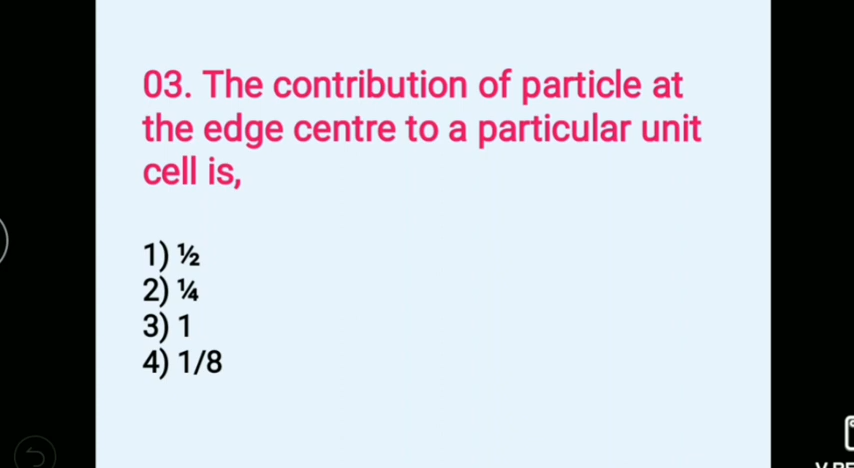 03. The contribution of particle at
the edge centre to a particular unit
cell is,
1) ½
2) ¼
3) 1
4) 1/8